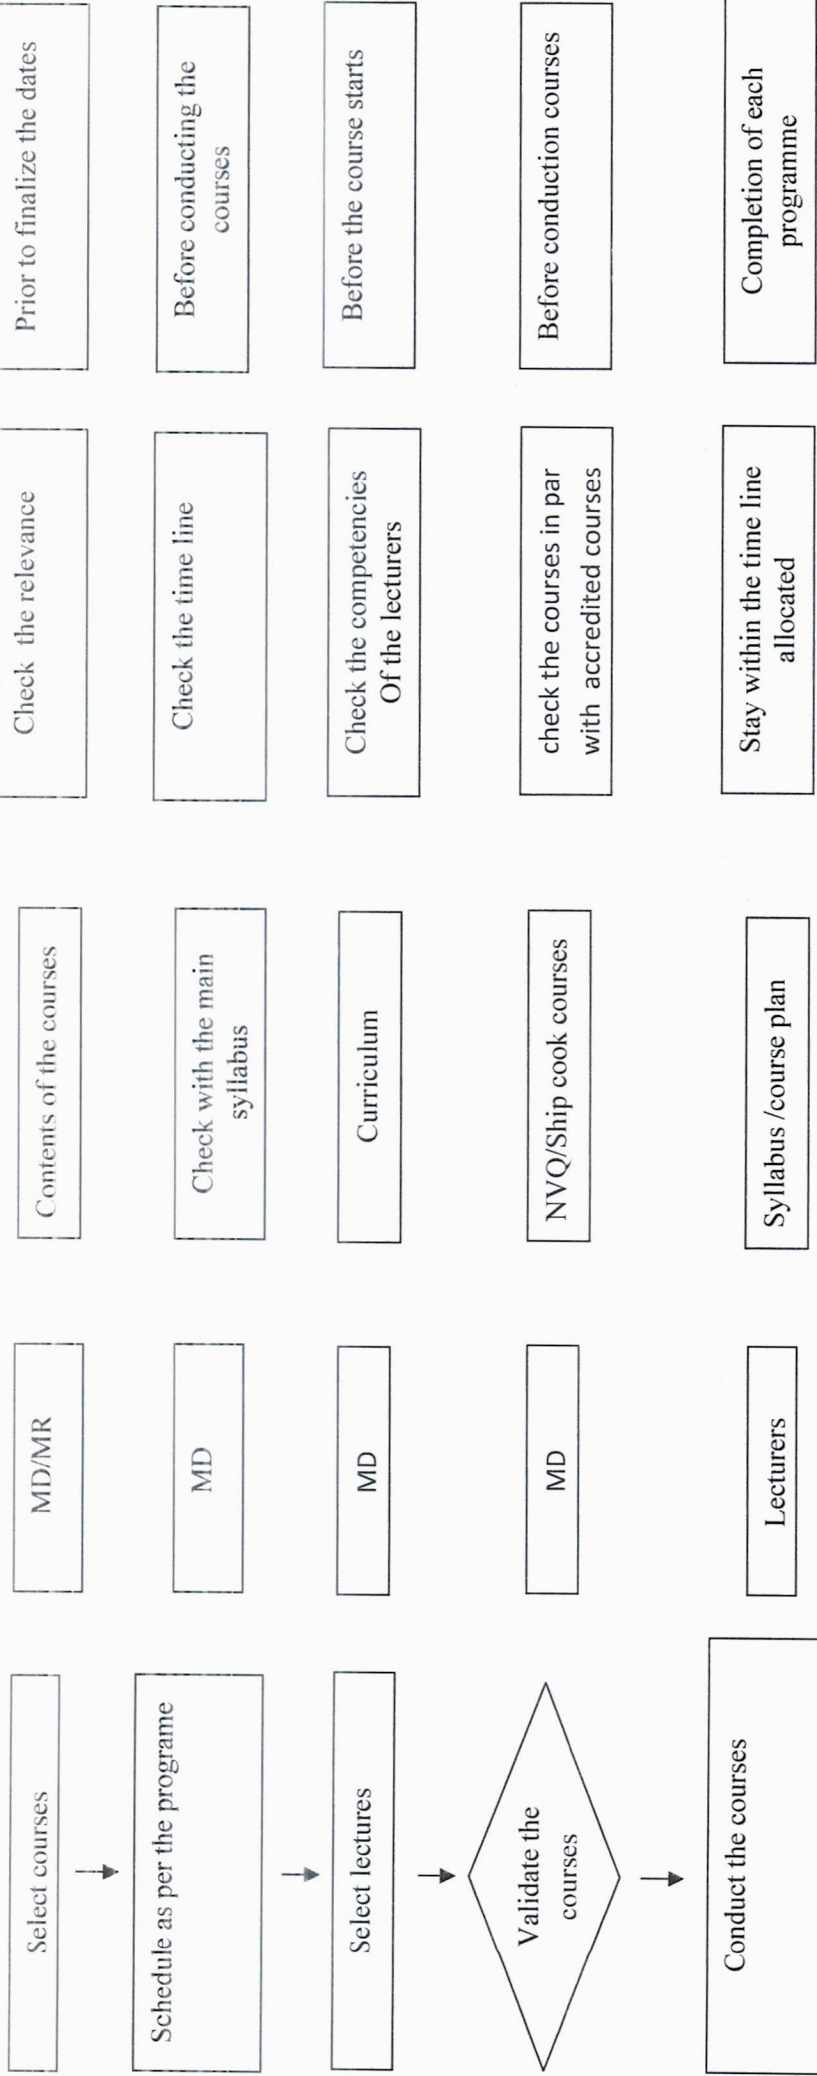 Select courses
MD/MR
Contents of the courses
Check the relevance
Prior to finalize the dates
Schedule as per the programe
MD
Check with the main
syllabus
Check the time line
Before conducting the
courses
Select lectures
MD
Curriculum
Check the competencies
Of the lecturers
Before the course starts
Validate the
courses
MD
NVQ/Ship cook courses
check the courses in par
with accredited courses
Before conduction courses
Conduct the courses
Lecturers
Syllabus /course plan
Stay within the time line
allocated
Completion of each
programme